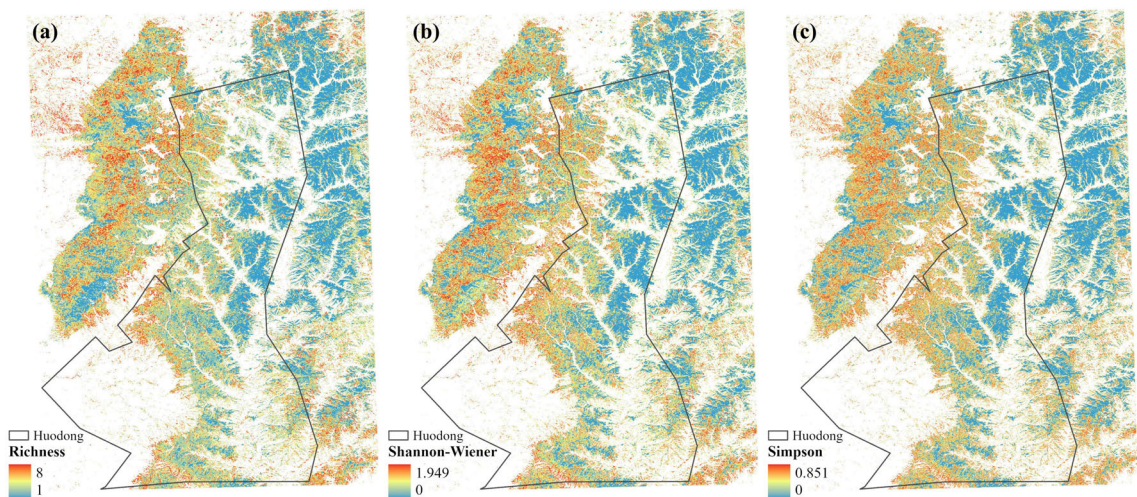 (a)
(b)
(c)
Huodong
Richness
8
1
Huodong
Shannon-Wiener
1.949
0
Huodong
Simpson
0.851
0